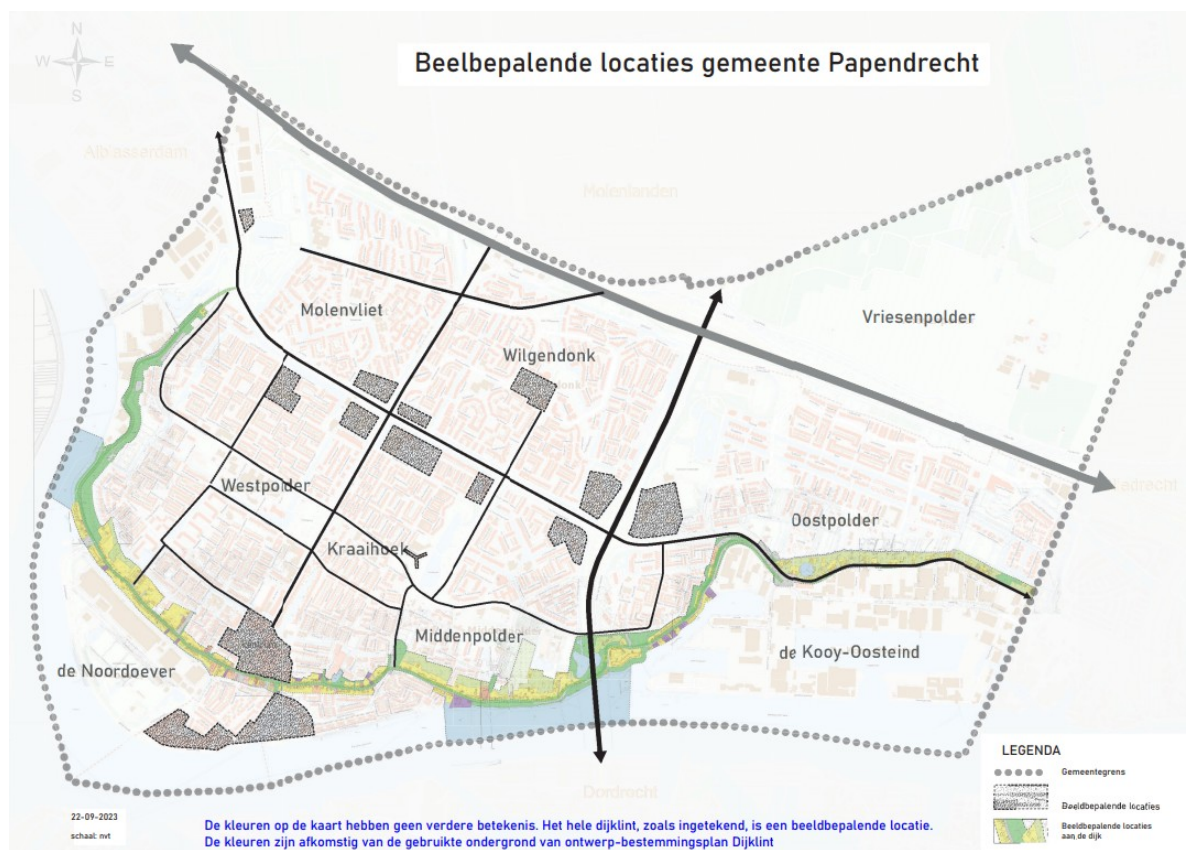 N
W E
S
Beelbepalende locaties gemeente Papendrecht
Alblasserdam
Molenlanden
Molenvliet
Vriesenpolder
Wilgendonk
Westpolder
Oostpolder
Kraaihoek
Middenpolder
de Noordoever
de Kooy-Oosteind
Dordrecht
LEGENDA
Gemeentegrens
Beeldbepalende locaties
Beeldbepalende locaties
aan de dijk
22-09-2023
schaal: nvt
De kleuren op de kaart hebben geen verdere betekenis. Het hele dijklint, zoals ingetekend, is een beeldbepalende locatie.
De kleuren zijn afkomstig van de gebruikte ondergrond van ontwerp-bestemmingsplan Dijklint